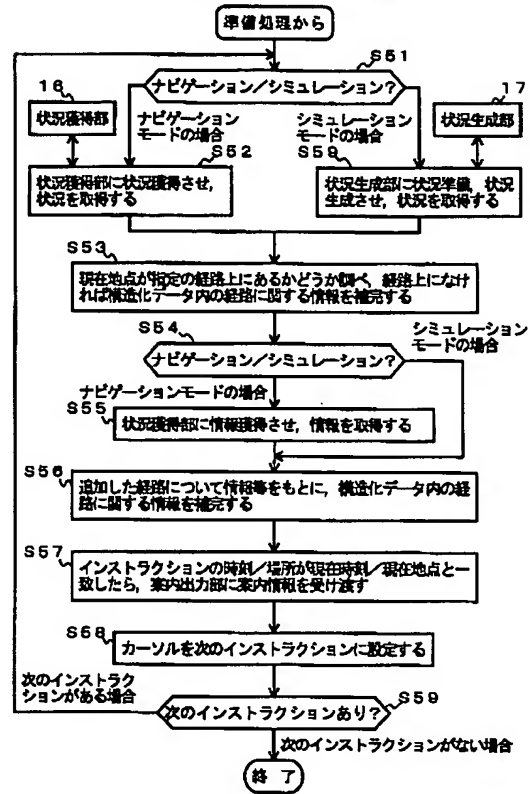 準備処理から
S51
ナビゲーション/シミュレーション?
16
状況獲得部
ナビゲーション
モードの場合
シミュレーション
モードの場合
17
状況生成部
S52
状況獲得部に状況獲得させ,
状況を取得する
S59
状況生成部に状況準備,状況
生成させ,状況を取得する
S53
現在地点が指定の経路上にあるかどうか調べ,経路上になけ
れば構造化データ内の経路に関する情報を補完する
S54
ナビゲーション/シミュレーション?
シミュレーション
モードの場合
ナビゲーションモードの場合
S55
状況獲得部に情報獲得させ,情報を取得する
S56
追加した経路について情報等をもとに,構造化データ内の経
路に関する情報を補完する
S57
インストラクションの時刻/場所が現在時刻/現在地点と一
致したら,案内出力部に案内情報を受け渡す
S58
カーソルを次のインストラクションに設定する
次のインストラク
ションがある場合
S59
次のインストラクションあり?
次のインストラクションがない場合
終 了